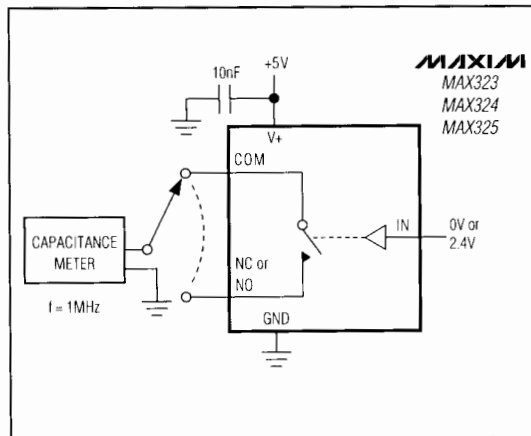 10nF
+5V
MAXIM
MAX323
MAX324
MAX325
V+
COM
IN
0V or
2.4V
CAPACITANCE
METER
NC or
NO
f = 1MHz
GND